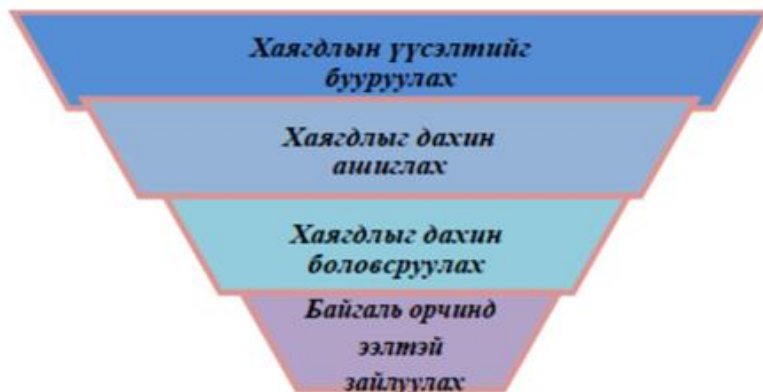 Хаягдлын үүсэлтийг
бууруулах
Хаягдлыг дахин
ашиглах
Хаягдлыг дахин
боловсруулах
Байгаль орчинд
ээлтэй
зайлуулах